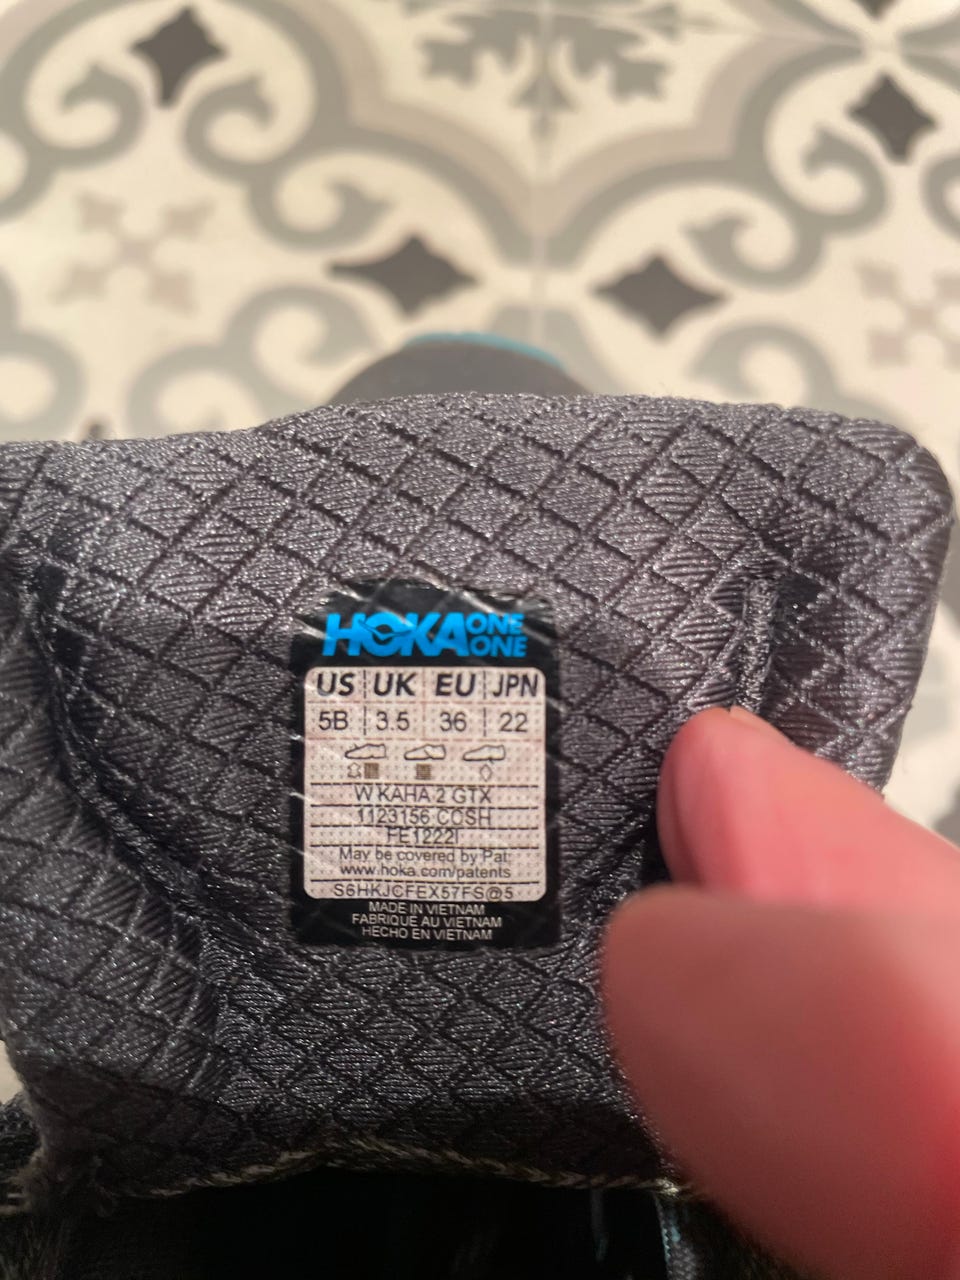 HOKA ONE ONE
US UK EU JPN
5B 3.5 36 22
W KAHA 2 GTX
1123156 COSH
FE1222I
May be covered by Pat:
www.hoka.com/patents
S6HKJCFEX57FS@5
MADE IN VIETNAM
FABRIQUE AU VIETNAM
HECHO EN VIETNAM